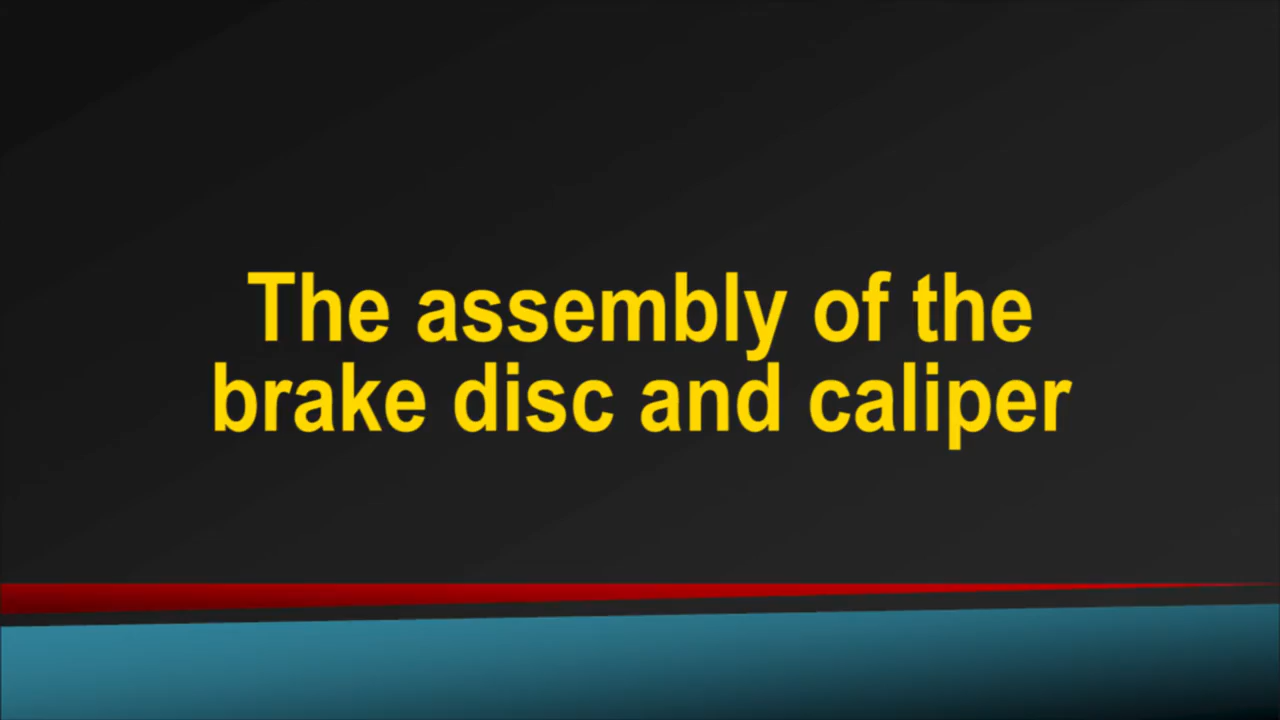 The assembly of the
brake disc and caliper